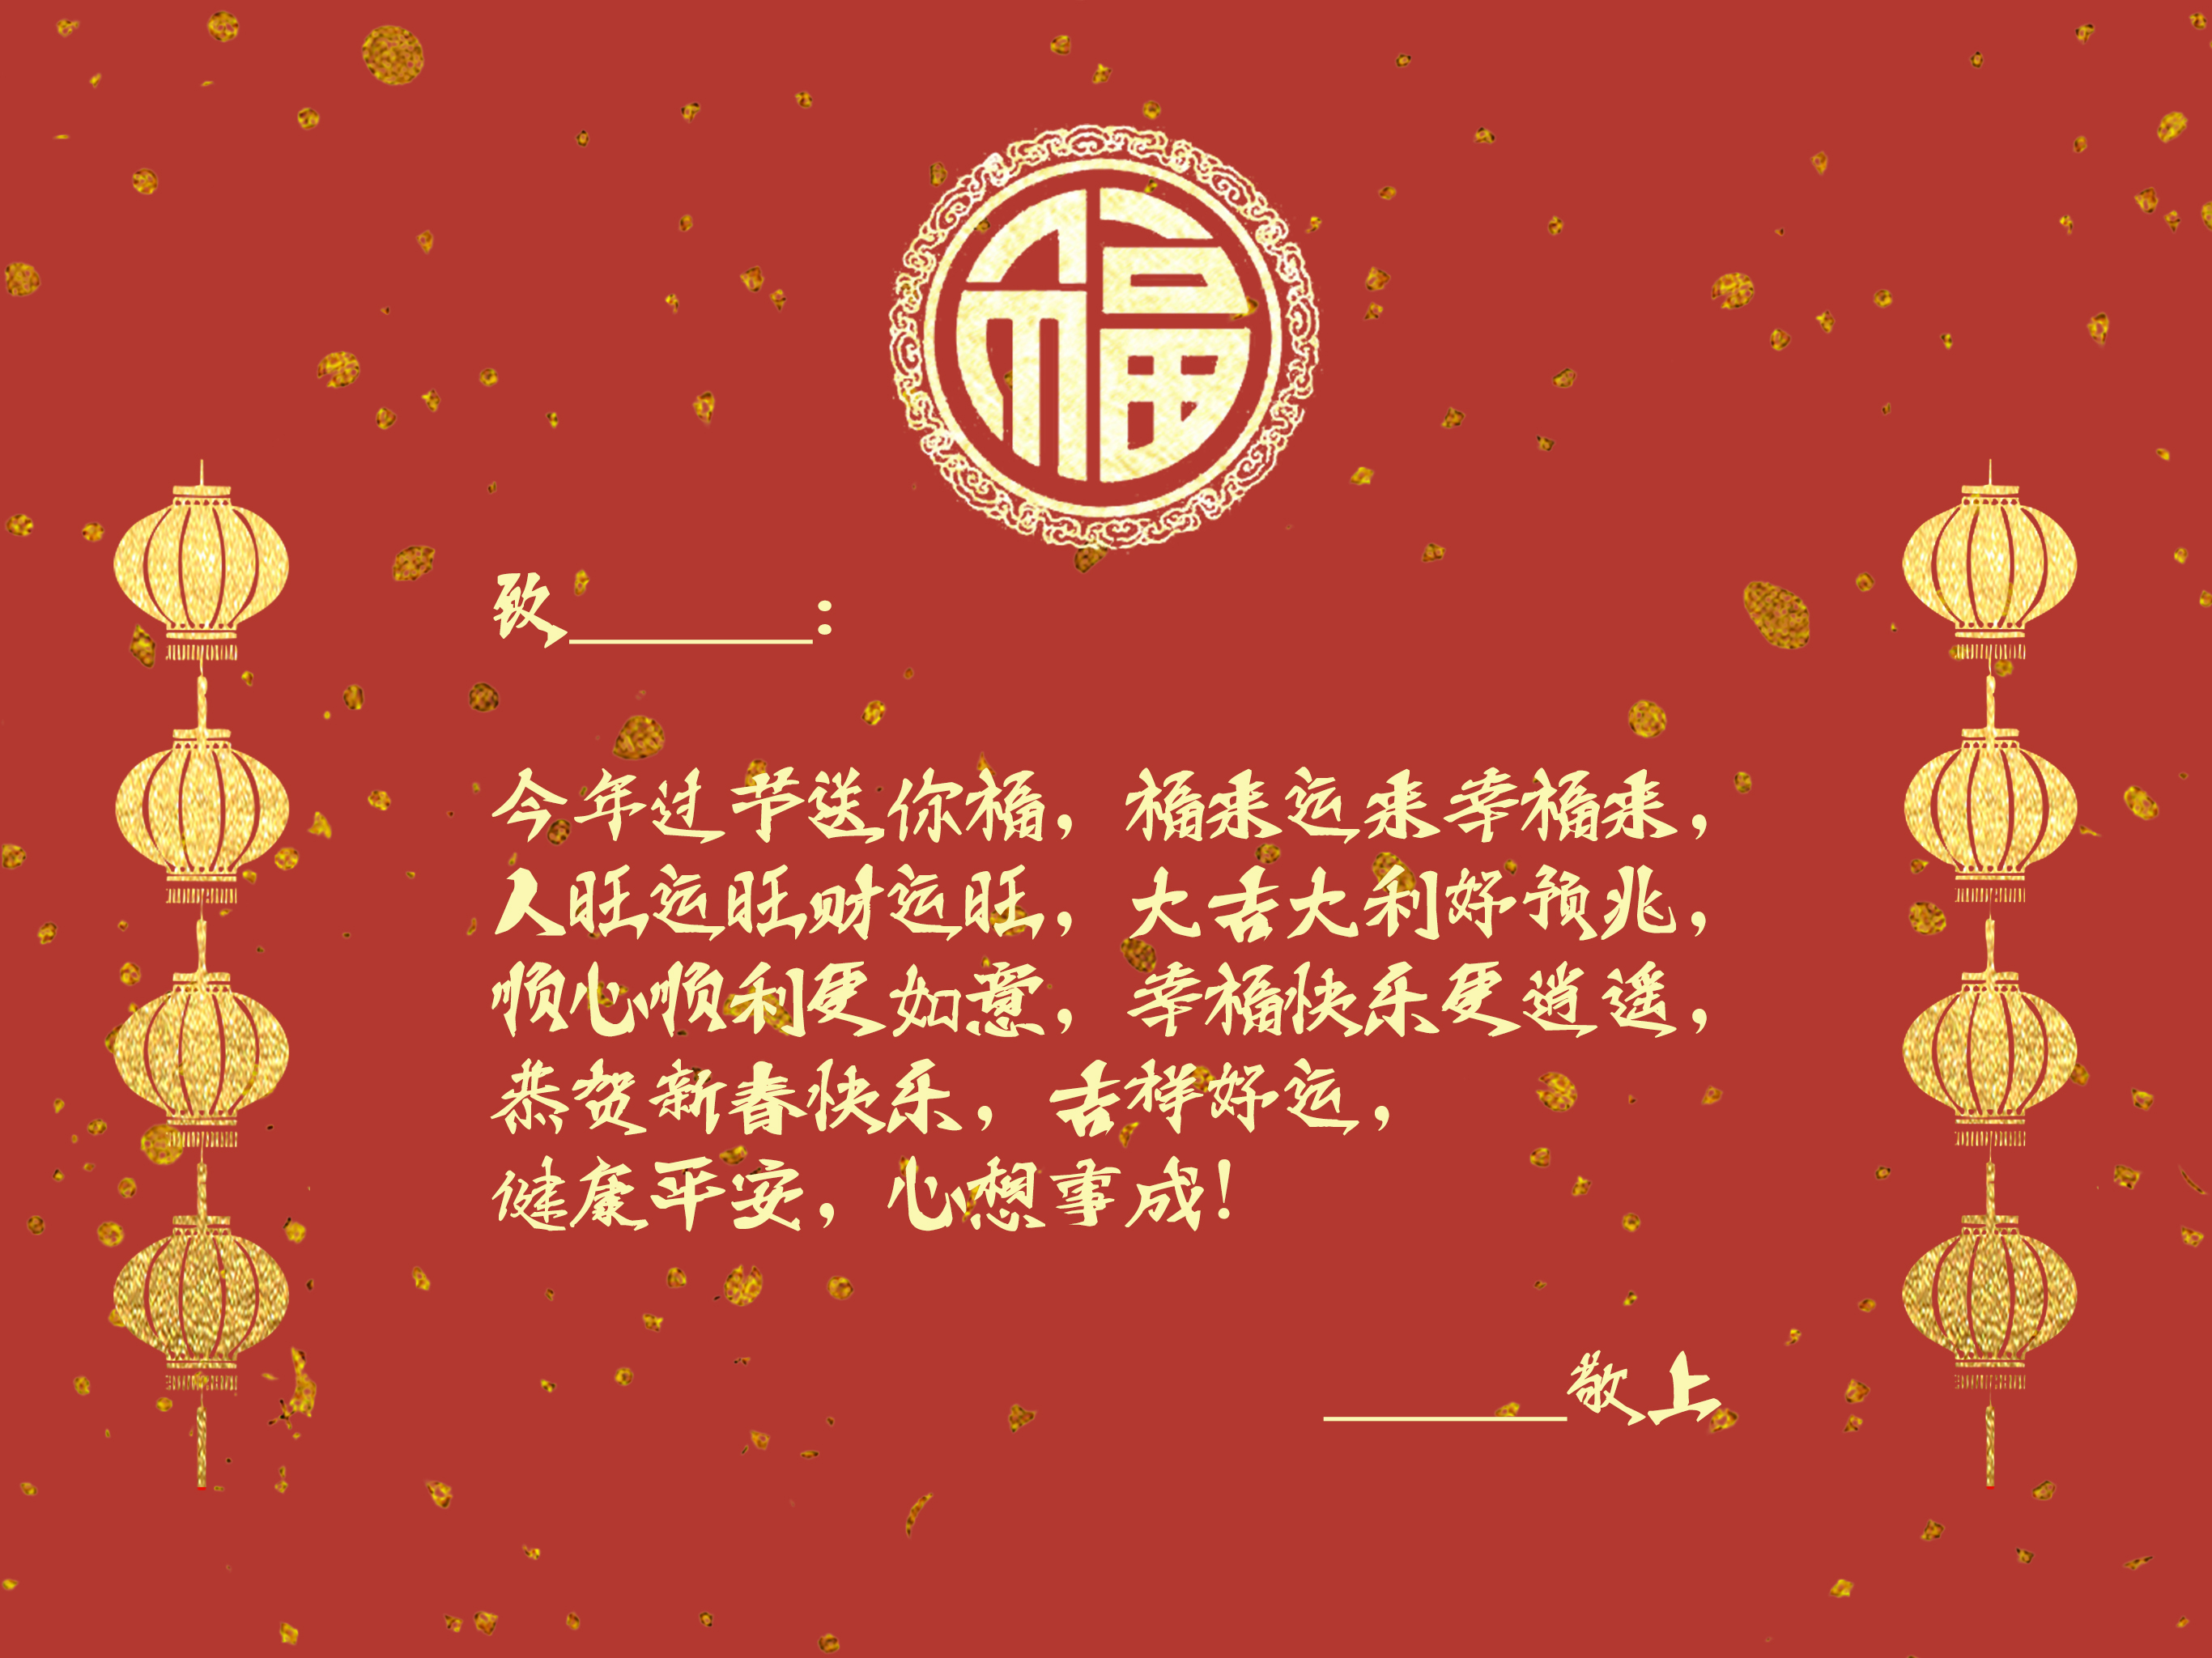 福
致________:
今年过节送你福，福来运来幸福来，
人旺运旺财运旺，大吉大利好预兆，
顺心顺利更如意，幸福快乐更逍遥，
恭贺新春快乐，吉祥好运，
健康平安，心想事成！
________敬上